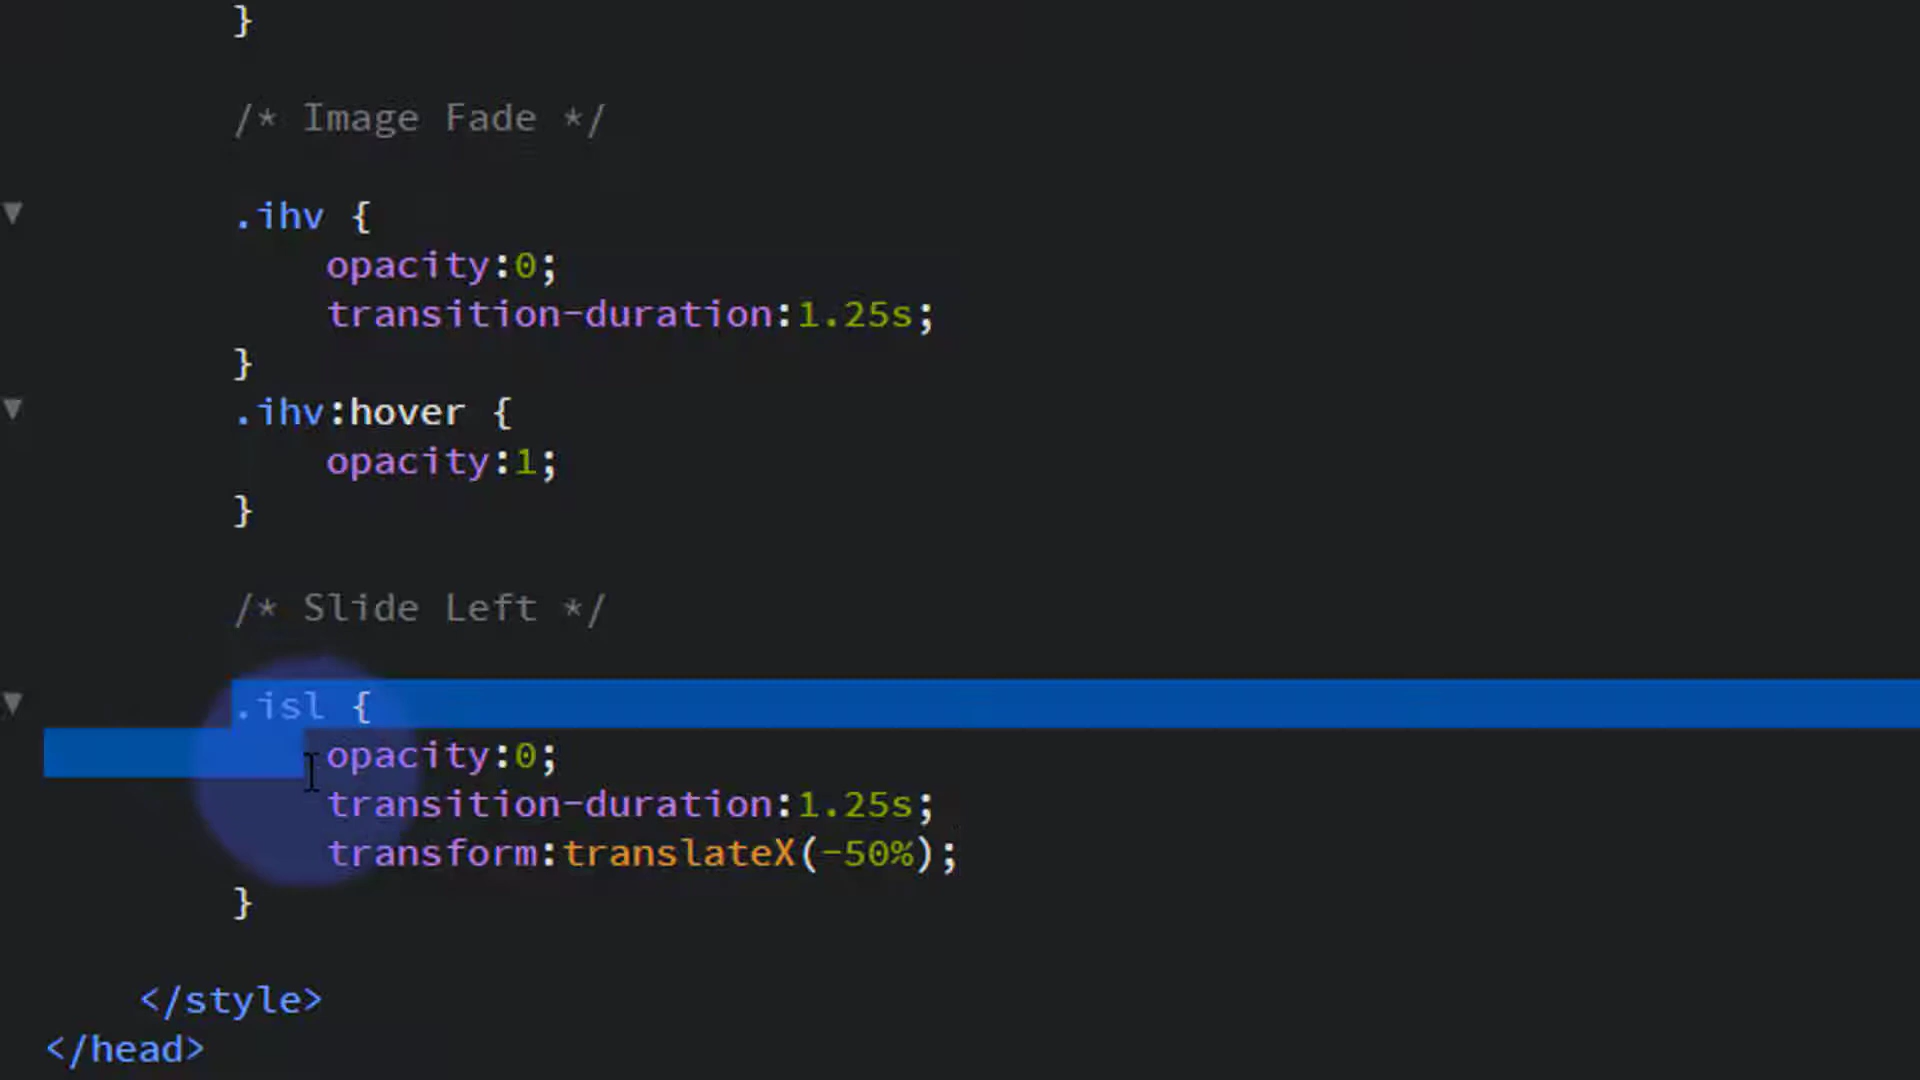 }
/* Image Fade */
.ihv {
opacity:0;
transition-duration:1.25s;
}
.ihv:hover {
opacity:1;
}
/* Slide Left */
.isl {
opacity:0;
transition-duration:1.25s;
transform:translateX(-50%);
}
</style>
</head>